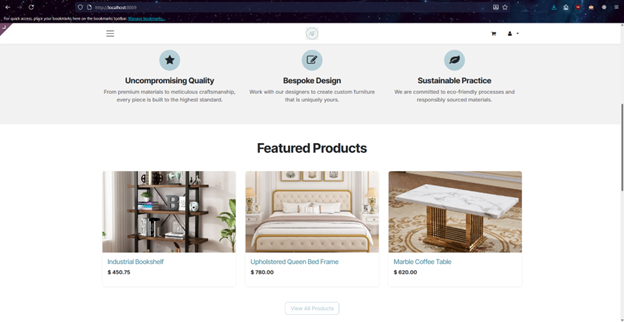 http://localhost:8069
For quick access, place your bookmarks here on the bookmarks toolbar. Manage bookmarks...
Uncompromising Quality
From premium materials to meticulous craftsmanship,
every piece is built to the highest standard.
Bespoke Design
Work with our designers to create custom furniture
that is uniquely yours.
Sustainable Practice
We are committed to eco-friendly processes and
responsibly sourced materials.
Featured Products
Industrial Bookshelf
$ 450.75
Upholstered Queen Bed Frame
$ 780.00
Marble Coffee Table
$ 620.00
View All Products